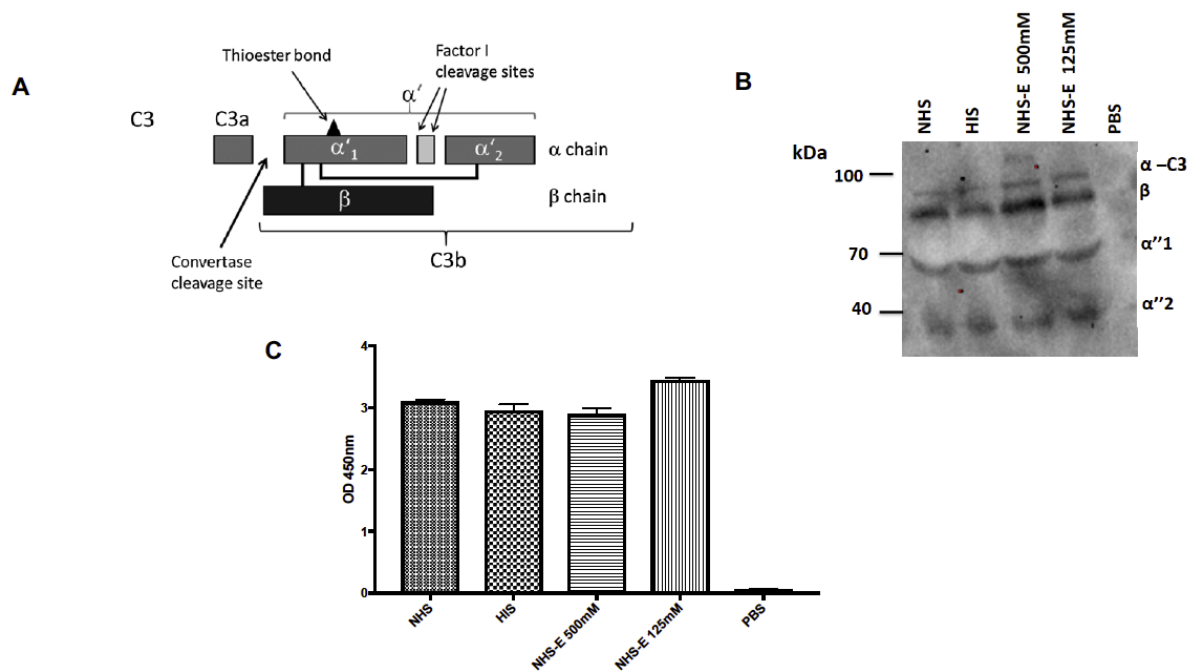 A
C3
C3a
Thioester bond
Factor I
cleavage sites
α′
α′1
α′2
α chain
β
β chain
C3b
Convertase
cleavage site
B
NHS
HIS
NHS-E 500mM
NHS-E 125mM
PBS
kDa
100
70
40
α –C3
β
α″1
α″2
C
OD 450nm
4
3
2
1
0
NHS
HIS
NHS-E 500mM
NHS-E 125mM
PBS